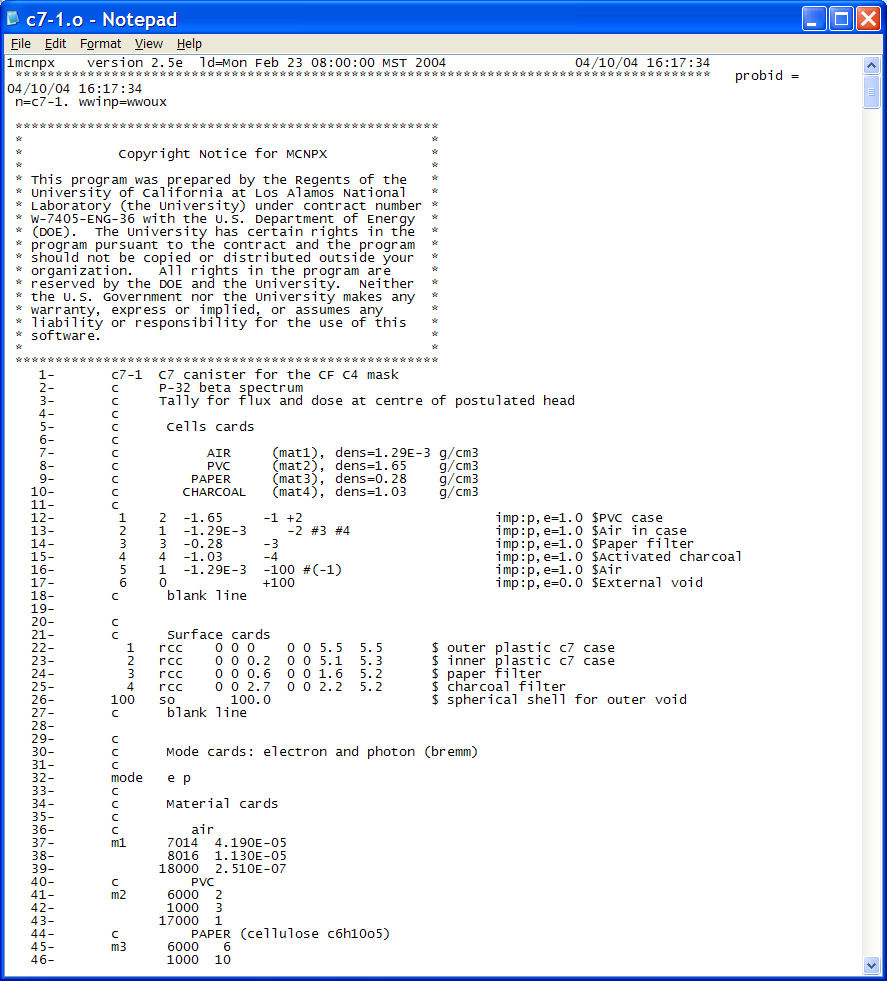 c7-1.o - Notepad
File Edit Format View Help
1mcnpx    version 2.5e  ld=Mon Feb 23 08:00:00 MST 2004                04/10/04 16:17:34
 ***************************************************************************************   probid =
04/10/04 16:17:34
 n=c7-1. wwinp=wwoux

 *****************************************************
 *                                                   *
 *            Copyright Notice for MCNPX             *
 *                                                   *
 * This program was prepared by the Regents of the   *
 * University of California at Los Alamos National   *
 * Laboratory (the University) under contract number *
 * W-7405-ENG-36 with the U.S. Department of Energy  *
 * (DOE).  The University has certain rights in the  *
 * program pursuant to the contract and the program  *
 * should not be copied or distributed outside your  *
 * organization.   All rights in the program are     *
 * reserved by the DOE and the University.  Neither  *
 * the U.S. Government nor the University makes any  *
 * warranty, express or implied, or assumes any      *
 * liability or responsibility for the use of this   *
 * software.                                         *
 *                                                   *
 *****************************************************
    1-       c7-1  C7 canister for the CF C4 mask
    2-       c     P-32 beta spectrum
    3-       c     Tally for flux and dose at centre of postulated head
    4-       c
    5-       c      Cells cards
    6-       c
    7-       c           AIR     (mat1), dens=1.29E-3 g/cm3
    8-       c           PVC     (mat2), dens=1.65    g/cm3
    9-       c         PAPER     (mat3), dens=0.28    g/cm3
   10-       c        CHARCOAL   (mat4), dens=1.03    g/cm3
   11-       c
   12-        1    2  -1.65     -1 +2                        imp:p,e=1.0 $PVC case
   13-        2    1  -1.29E-3     -2 #3 #4                  imp:p,e=1.0 $Air in case
   14-        3    3  -0.28     -3                           imp:p,e=1.0 $Paper filter
   15-        4    4  -1.03     -4                           imp:p,e=1.0 $Activated charcoal
   16-        5    1  -1.29E-3  -100 #(-1)                   imp:p,e=1.0 $Air
   17-        6    0            +100                         imp:p,e=0.0 $External void
   18-       c      blank line
   19-
   20-       c
   21-       c      Surface cards
   22-         1   rcc    0 0 0    0 0 5.5  5.5      $ outer plastic c7 case
   23-         2   rcc    0 0 0.2  0 0 5.1  5.3      $ inner plastic c7 case
   24-         3   rcc    0 0 0.6  0 0 1.6  5.2      $ paper filter
   25-         4   rcc    0 0 2.7  0 0 2.2  5.2      $ charcoal filter
   26-       100   so       100.0                    $ spherical shell for outer void
   27-       c      blank line
   28-
   29-       c
   30-       c      Mode cards: electron and photon (bremm)
   31-       c
   32-       mode   e p
   33-       c
   34-       c      Material cards
   35-       c
   36-       c         air
   37-       m1     7014  4.190E-05
   38-              8016  1.130E-05
   39-             18000  2.510E-07
   40-       c         PVC
   41-       m2     6000  2
   42-              1000  3
   43-             17000  1
   44-       c         PAPER (cellulose c6h10o5)
   45-       m3     6000   6
   46-              1000  10